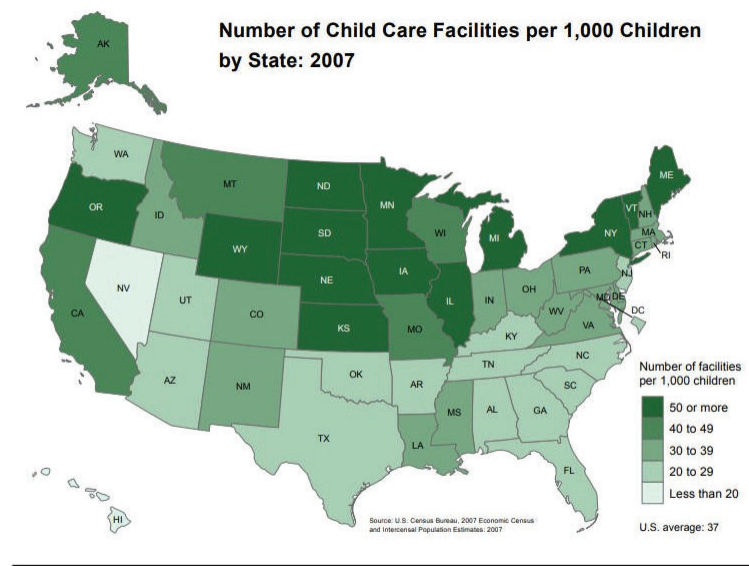 Number of Child Care Facilities per 1,000 Children
by State: 2007
AK
WA
MT
ND
MN
ME
OR
ID
WY
SD
WI
MI
NY
VT
NH
MA
CT
RI
NV
UT
CO
NE
IA
IL
IN
OH
PA
NJ
MD
DE
DC
CA
KS
MO
WV
VA
KY
AZ
NM
OK
AR
TN
NC
SC
TX
LA
MS
AL
GA
FL
HI
Number of facilities
per 1,000 children
50 or more
40 to 49
30 to 39
20 to 29
Less than 20
U.S. average: 37
Source: U.S. Census Bureau, 2007 Economic Census
and Intercensal Population Estimates: 2007